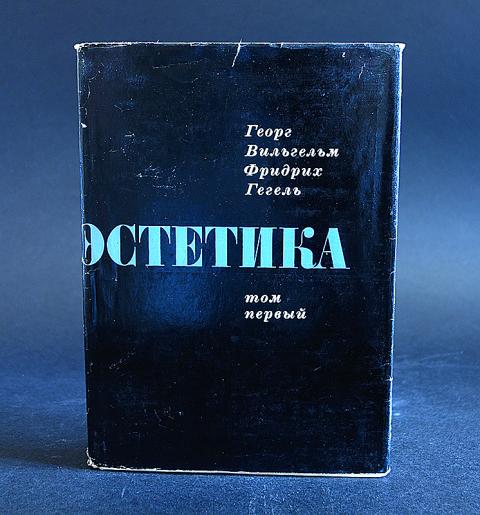 Георг
Вильгельм
Фридрих
Гегель
ЭСТЕТИКА
том
первый